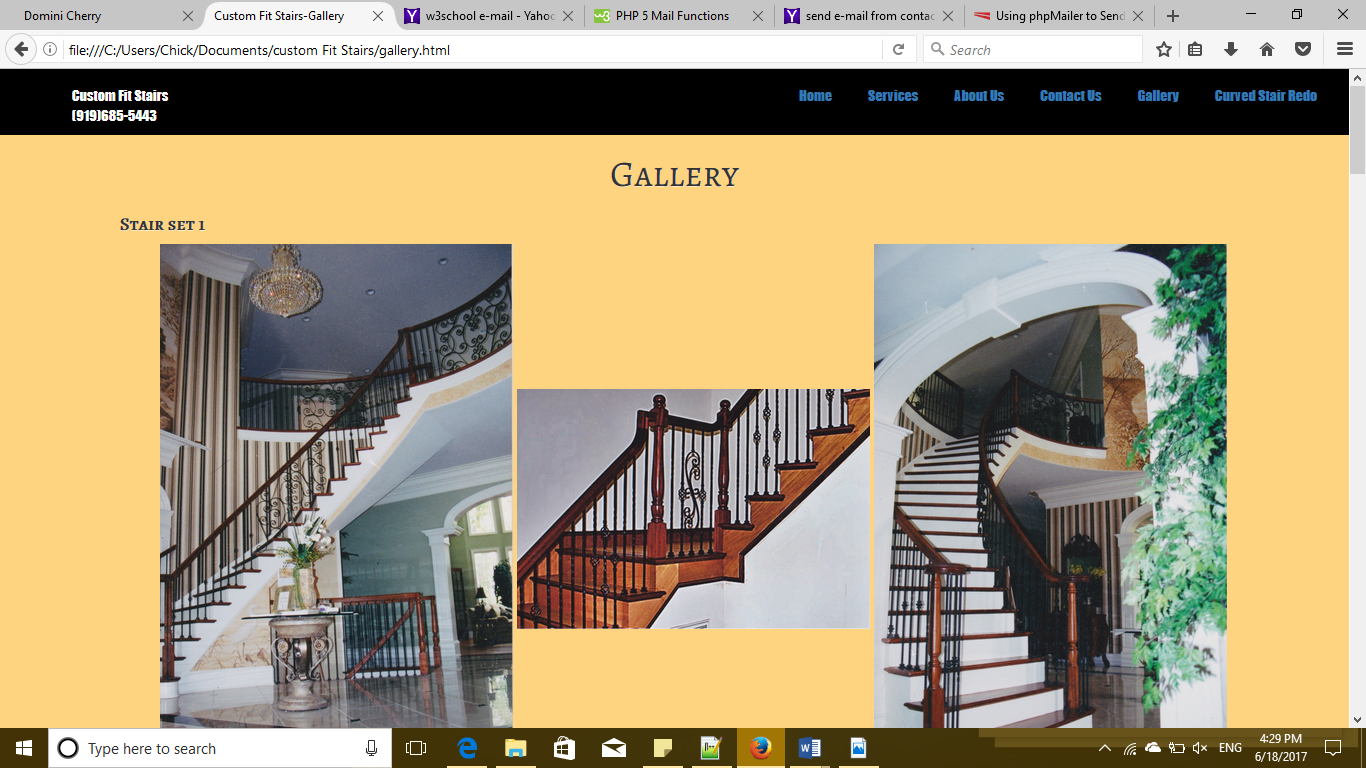 Domini Cherry
Custom Fit Stairs-Gallery
w3school e-mail - Yahoo
PHP 5 Mail Functions
send e-mail from contac
Using phpMailer to Send
file:///C:/Users/Chick/Documents/custom Fit Stairs/gallery.html
Search
Custom Fit Stairs
(919)685-5443
Home
Services
About Us
Contact Us
Gallery
Curved Stair Redo
Gallery
Stair set 1
Type here to search
ENG
4:29 PM
6/18/2017